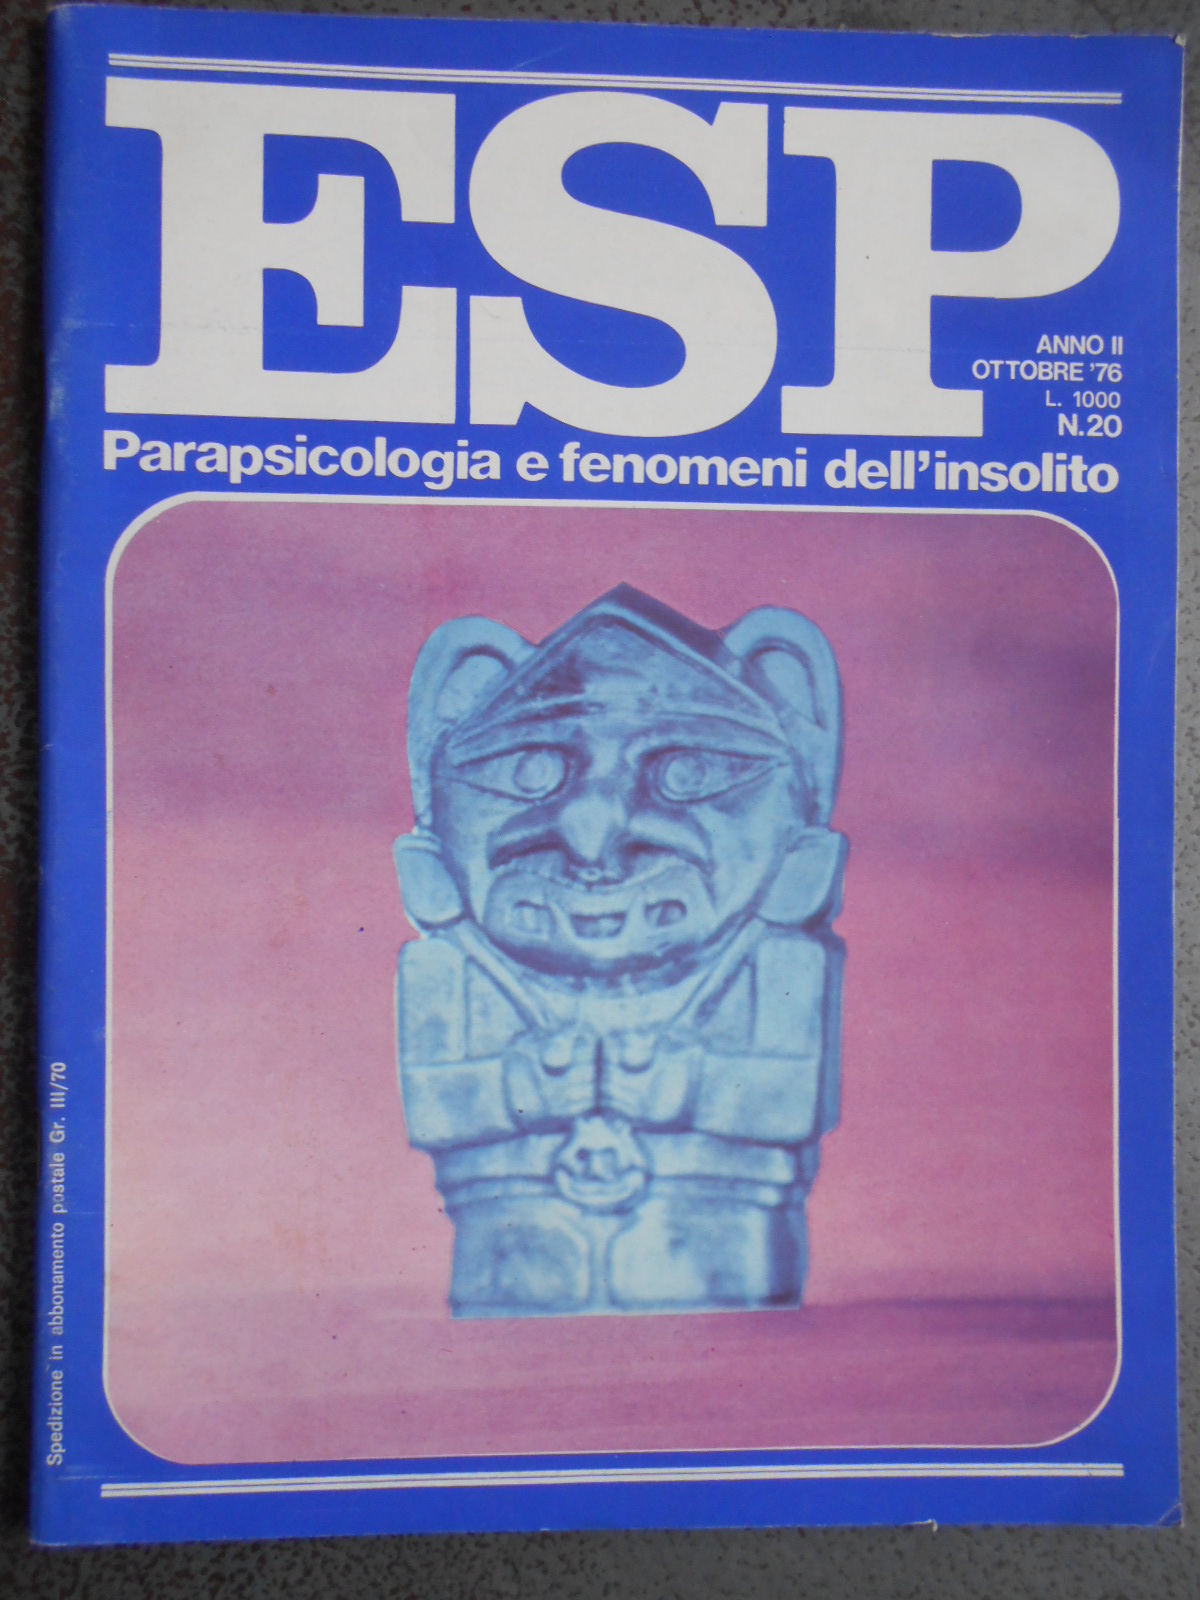 ESP
ANNO II
OTTOBRE '76
L. 1000
N.20
Parapsicologia e fenomeni dell'insolito
Spedizione in abbonamento postale Gr. III/70